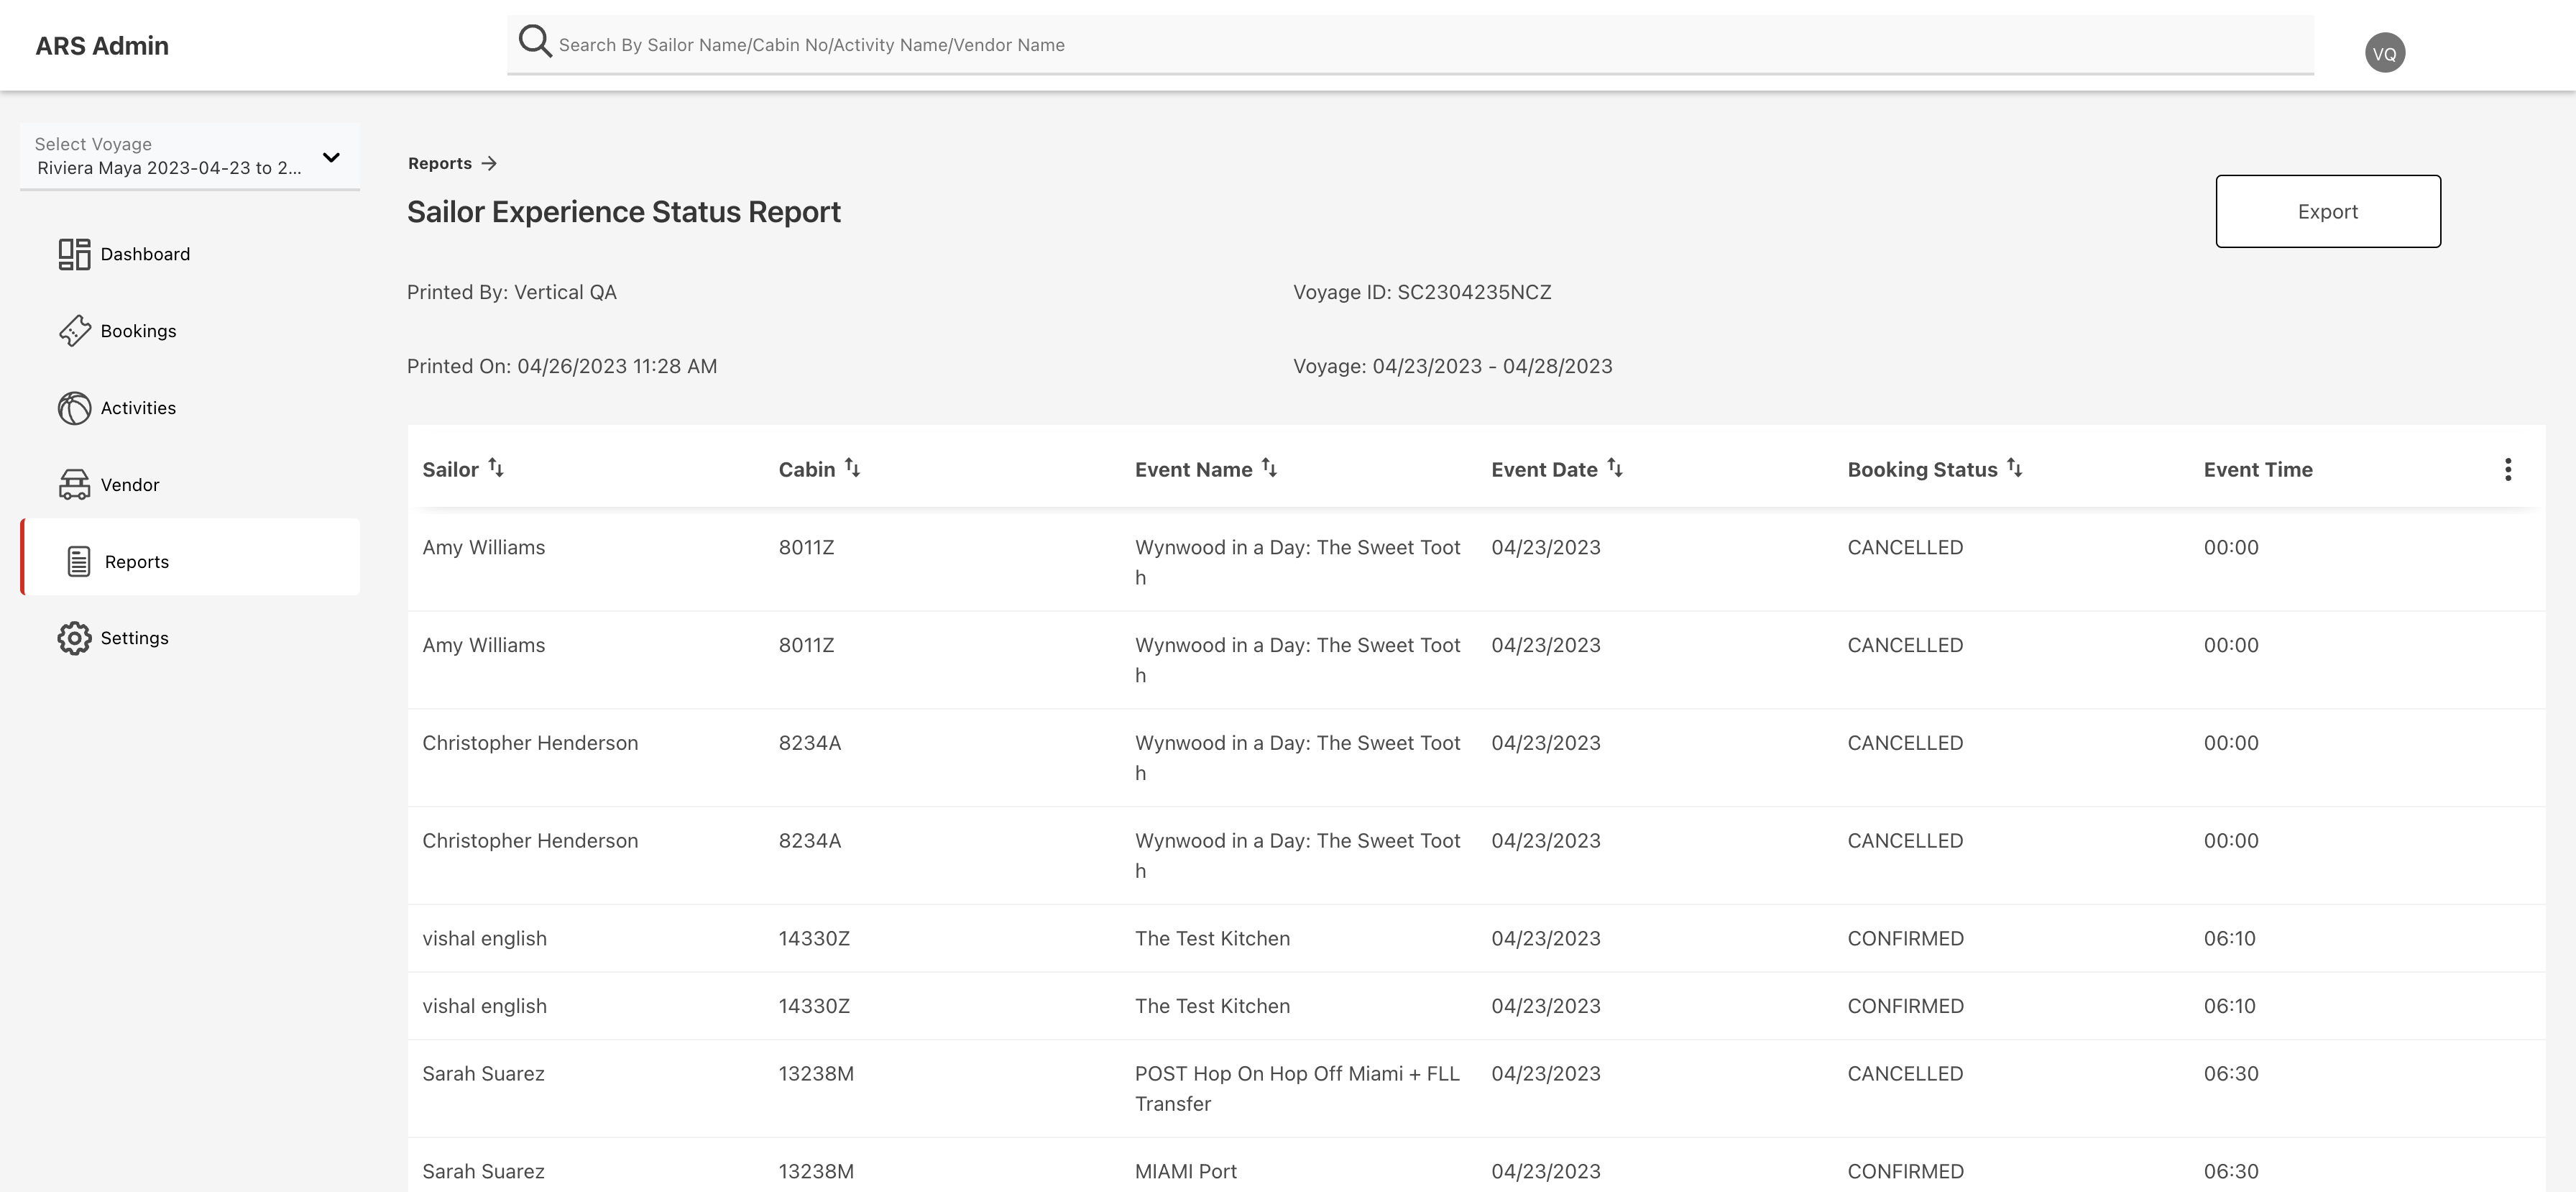 ARS Admin
Search By Sailor Name/Cabin No/Activity Name/Vendor Name
VQ
Select Voyage
Riviera Maya 2023-04-23 to 2...
Dashboard
Bookings
Activities
Vendor
Reports
Settings
Reports
Sailor Experience Status Report
Export
Printed By: Vertical QA
Voyage ID: SC2304235NCZ
Printed On: 04/26/2023 11:28 AM
Voyage: 04/23/2023 - 04/28/2023
Sailor Cabin Event Name Event Date Booking Status Event Time
Amy Williams 8011Z Wynwood in a Day: The Sweet Toot 04/23/2023 CANCELLED 00:00
h
Amy Williams 8011Z Wynwood in a Day: The Sweet Toot 04/23/2023 CANCELLED 00:00
h
Christopher Henderson 8234A Wynwood in a Day: The Sweet Toot 04/23/2023 CANCELLED 00:00
h
Christopher Henderson 8234A Wynwood in a Day: The Sweet Toot 04/23/2023 CANCELLED 00:00
h
vishal english 14330Z The Test Kitchen 04/23/2023 CONFIRMED 06:10
vishal english 14330Z The Test Kitchen 04/23/2023 CONFIRMED 06:10
Sarah Suarez 13238M POST Hop On Hop Off Miami + FLL 04/23/2023 CANCELLED 06:30
Transfer
Sarah Suarez 13238M MIAMI Port 04/23/2023 CONFIRMED 06:30